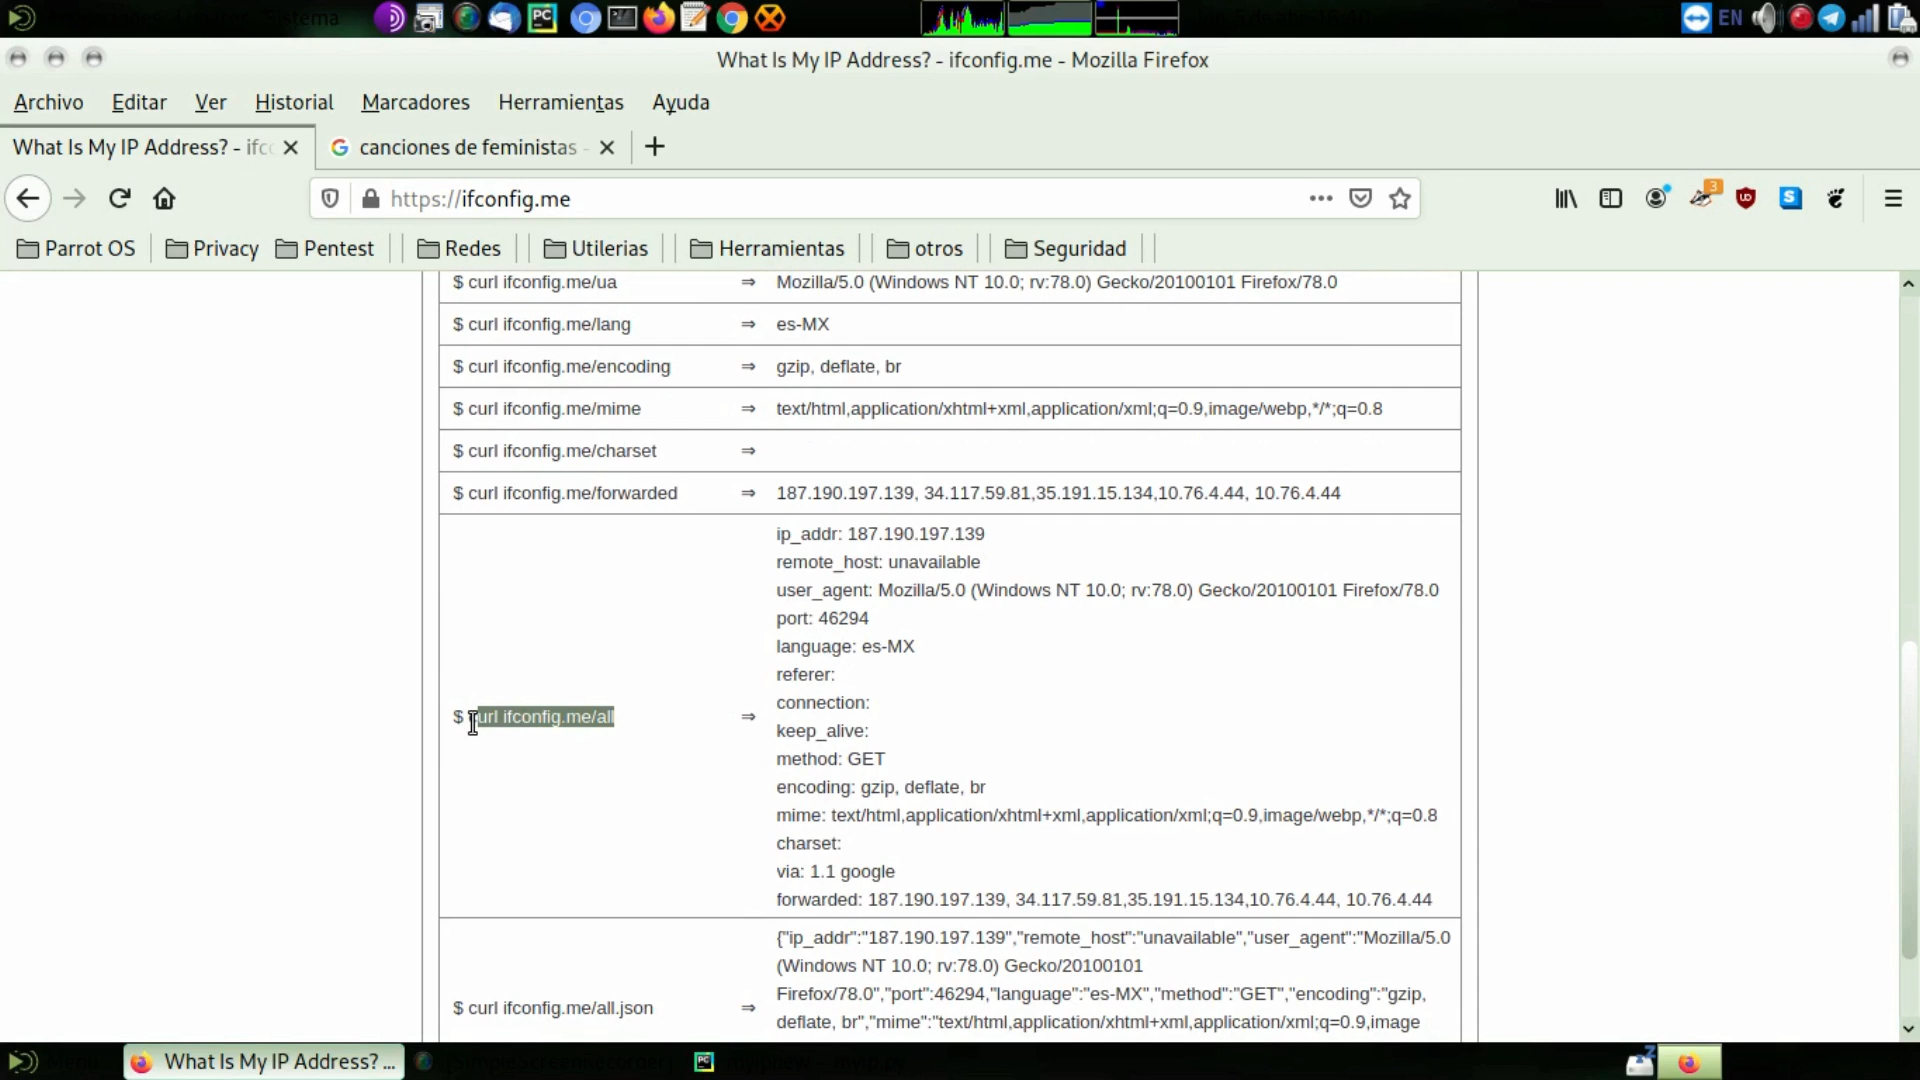 Sistema
EN
What Is My IP Address? - ifconfig.me - Mozilla Firefox
Archivo Editar Ver Historial Marcadores Herramientas Ayuda
What Is My IP Address? - ifc
canciones de feministas -
https://ifconfig.me
3
Parrot OS Privacy Pentest Redes Utilerias Herramientas otros Seguridad
$ curl ifconfig.me/ua ⇒ Mozilla/5.0 (Windows NT 10.0; rv:78.0) Gecko/20100101 Firefox/78.0
$ curl ifconfig.me/lang ⇒ es-MX
$ curl ifconfig.me/encoding ⇒ gzip, deflate, br
$ curl ifconfig.me/mime ⇒ text/html,application/xhtml+xml,application/xml;q=0.9,image/webp,*/*;q=0.8
$ curl ifconfig.me/charset ⇒
$ curl ifconfig.me/forwarded ⇒ 187.190.197.139, 34.117.59.81,35.191.15.134,10.76.4.44, 10.76.4.44
$ curl ifconfig.me/all ⇒
ip_addr: 187.190.197.139
remote_host: unavailable
user_agent: Mozilla/5.0 (Windows NT 10.0; rv:78.0) Gecko/20100101 Firefox/78.0
port: 46294
language: es-MX
referer:
connection:
keep_alive:
method: GET
encoding: gzip, deflate, br
mime: text/html,application/xhtml+xml,application/xml;q=0.9,image/webp,*/*;q=0.8
charset:
via: 1.1 google
forwarded: 187.190.197.139, 34.117.59.81,35.191.15.134,10.76.4.44, 10.76.4.44
$ curl ifconfig.me/all.json ⇒
{"ip_addr":"187.190.197.139","remote_host":"unavailable","user_agent":"Mozilla/5.0
(Windows NT 10.0; rv:78.0) Gecko/20100101
Firefox/78.0","port":46294,"language":"es-MX","method":"GET","encoding":"gzip,
deflate, br","mime":"text/html,application/xhtml+xml,application/xml;q=0.9,image
What Is My IP Address? ...